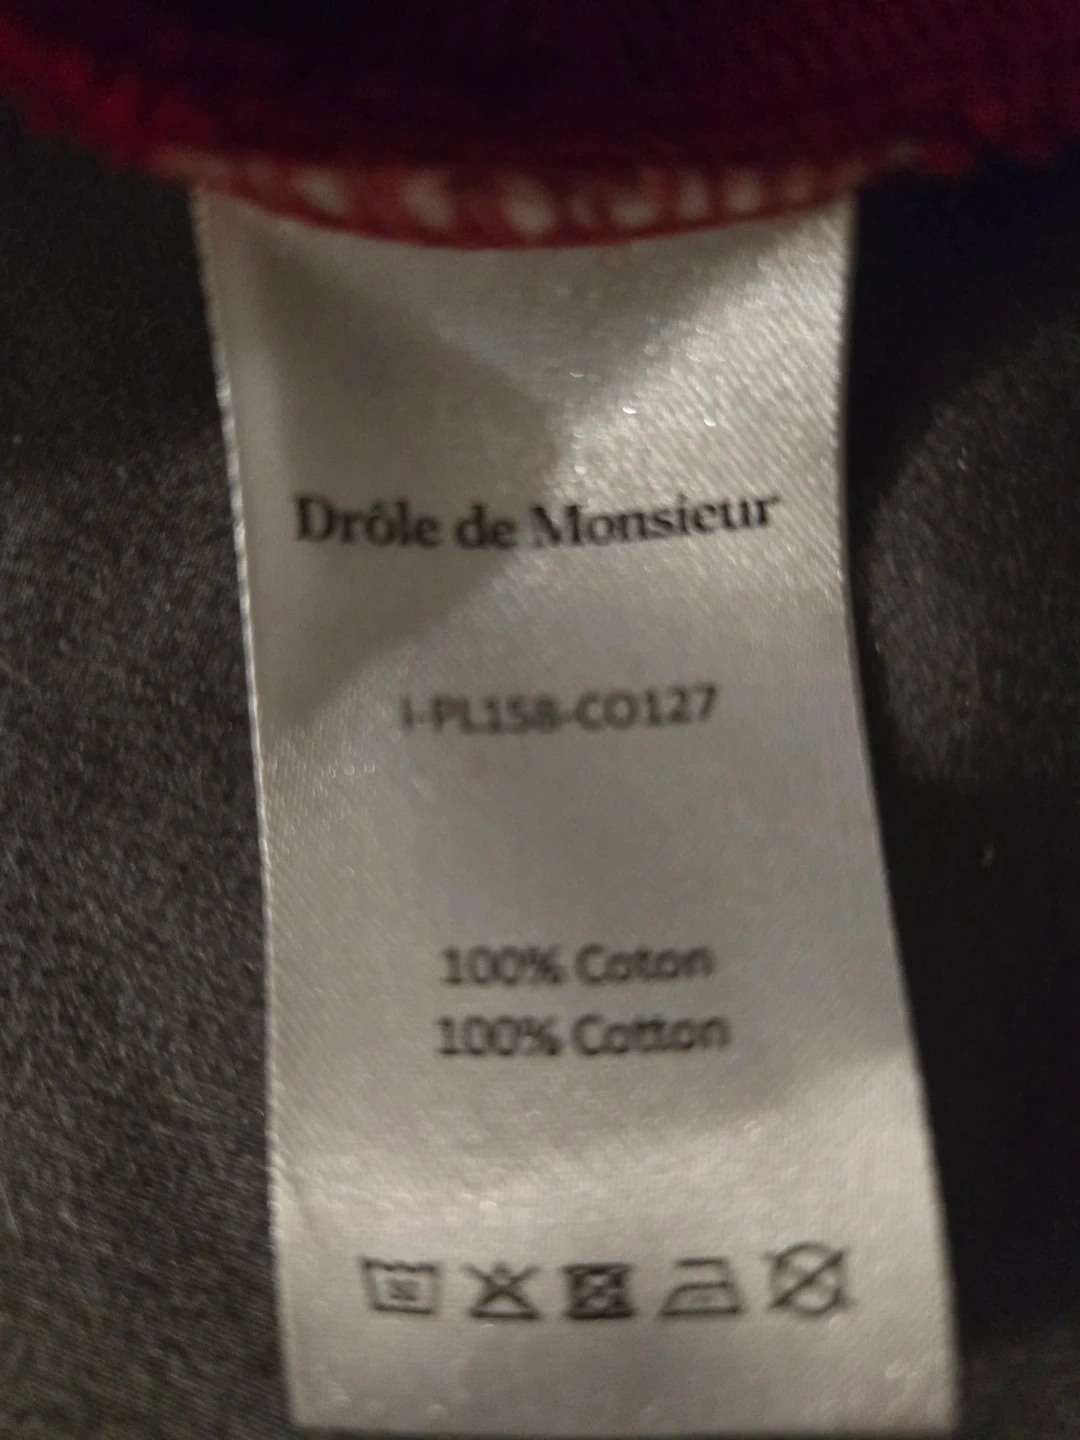 Drôle de Monsieur
I-PL158-CO127
100% Coton
100% Cotton